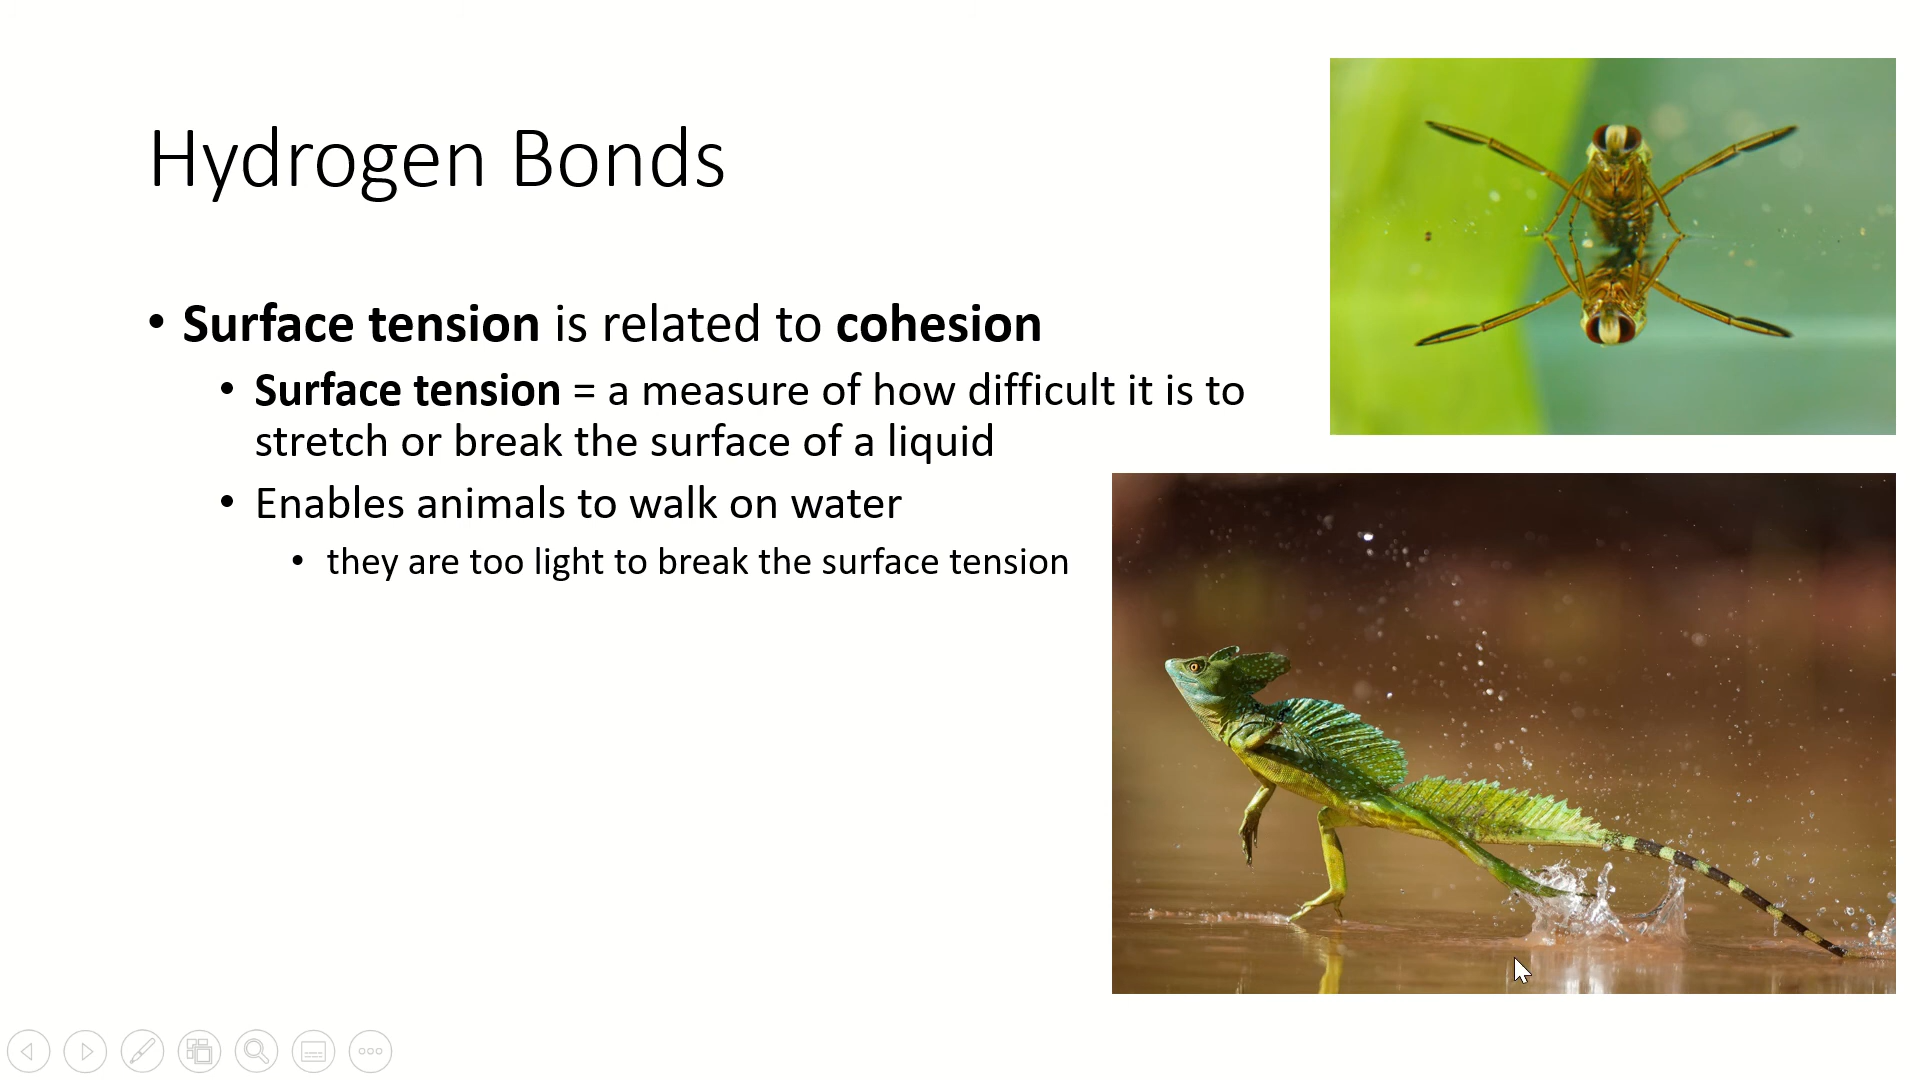 Hydrogen Bonds
• Surface tension is related to cohesion
• Surface tension = a measure of how difficult it is to
stretch or break the surface of a liquid
• Enables animals to walk on water
• they are too light to break the surface tension